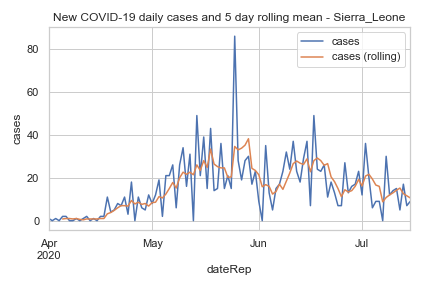 New COVID-19 daily cases and 5 day rolling mean - Sierra_Leone
cases
cases (rolling)
80
60
40
20
0
cases
Apr
2020
May
Jun
Jul
dateRep